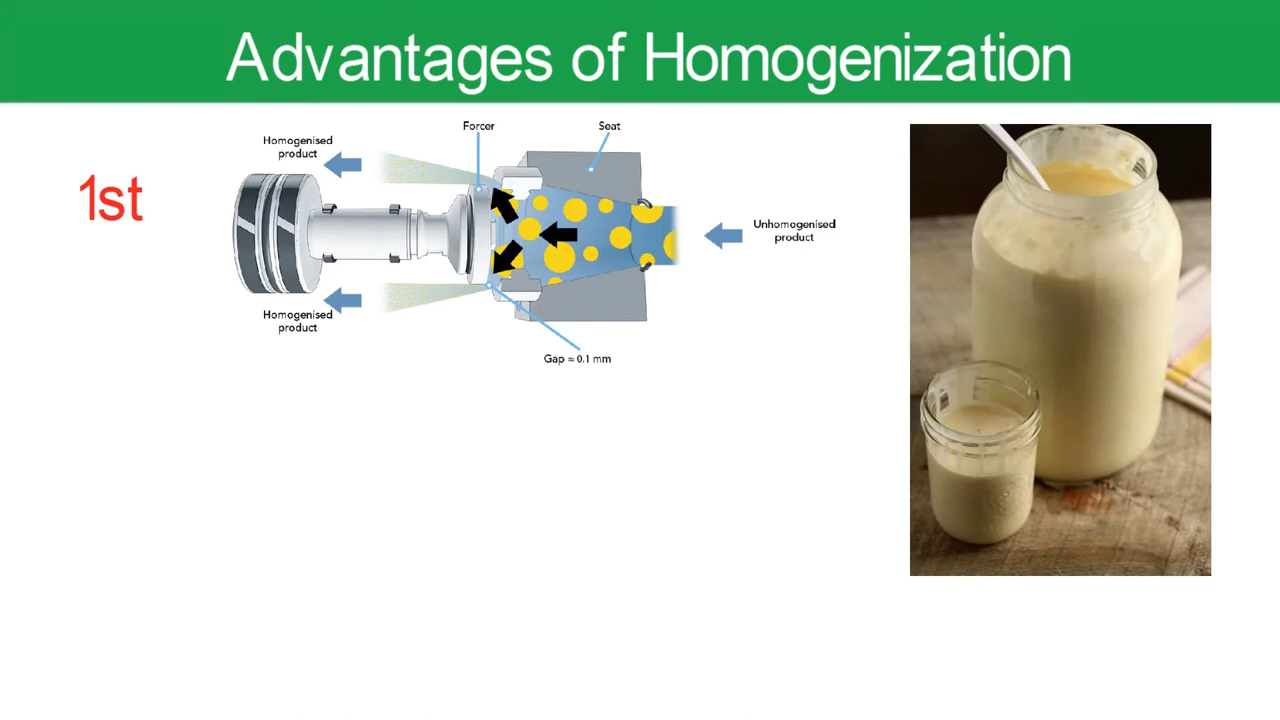 Advantages of Homogenization
1st
Forcer
Seat
Homogenised
product
Unhomogenised
product
Homogenised
product
Gap ≈ 0.1 mm